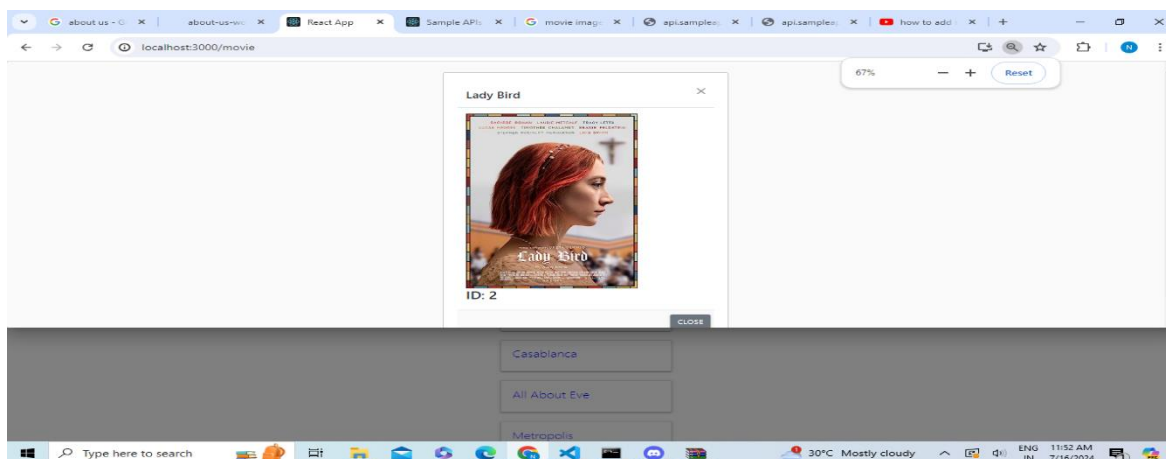 about us - G
about-us-wo
React App
Sample APIs
movie image
api.sampleap
api.sampleap
how to add
localhost:3000/movie
N
67%
Reset
Lady Bird
Lady Bird
ID: 2
CLOSE
Casablanca
All About Eve
Metropolis
Type here to search
30°C Mostly cloudy
ENG
IN
11:52 AM
7/16/2024